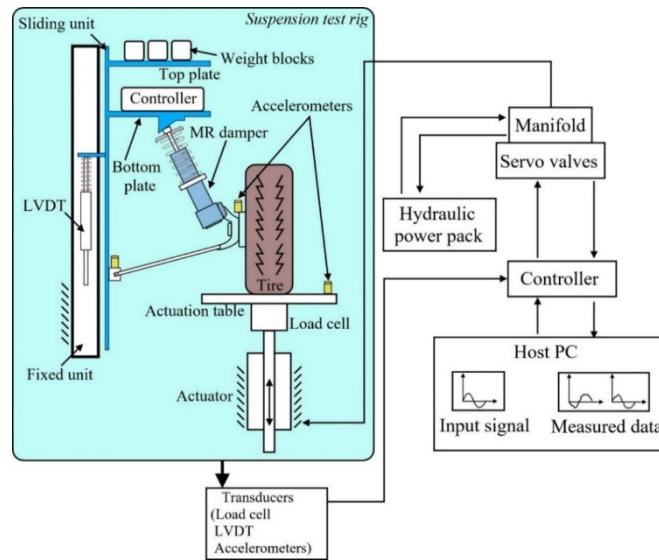 Suspension test rig
Sliding unit
Weight blocks
Top plate
Controller
Accelerometers
MR damper
Bottom
plate
LVDT
Tire
Actuation table
Load cell
Fixed unit
Actuator
Manifold
Servo valves
Hydraulic
power pack
Controller
Host PC
Input signal
Measured data
Transducers
(Load cell
LVDT
Accelerometers)